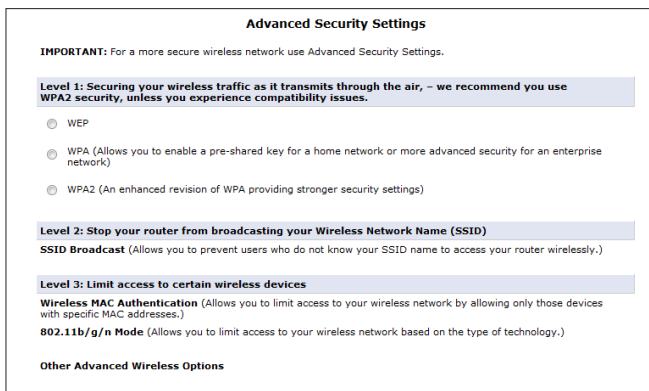 Advanced Security Settings
IMPORTANT: For a more secure wireless network use Advanced Security Settings.
Level 1: Securing your wireless traffic as it transmits through the air, – we recommend you use
WPA2 security, unless you experience compatibility issues.
WEP
WPA (Allows you to enable a pre-shared key for a home network or more advanced security for an enterprise
network)
WPA2 (An enhanced revision of WPA providing stronger security settings)
Level 2: Stop your router from broadcasting your Wireless Network Name (SSID)
SSID Broadcast (Allows you to prevent users who do not know your SSID name to access your router wirelessly.)
Level 3: Limit access to certain wireless devices
Wireless MAC Authentication (Allows you to limit access to your wireless network by allowing only those devices
with specific MAC addresses.)
802.11b/g/n Mode (Allows you to limit access to your wireless network based on the type of technology.)
Other Advanced Wireless Options